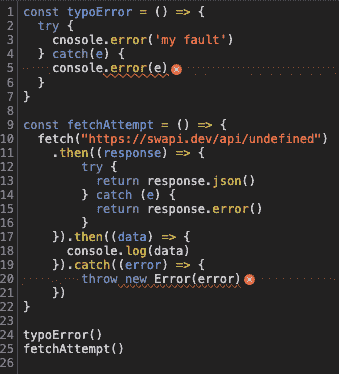 1 const typoError = () => {
2   try {
3     cnosole.error('my fault')
4   } catch(e) {
5     console.error(e)
6   }
7 }
8
9 const fetchAttempt = () => {
10   fetch("https://swapi.dev/api/undefined")
11     .then((response) => {
12         try {
13           return response.json()
14         } catch (e) {
15           return response.error()
16         }
17     }).then((data) => {
18       console.log(data)
19     }).catch((error) => {
20         throw new Error(error)
21     })
22 }
23
24 typoError()
25 fetchAttempt()
26